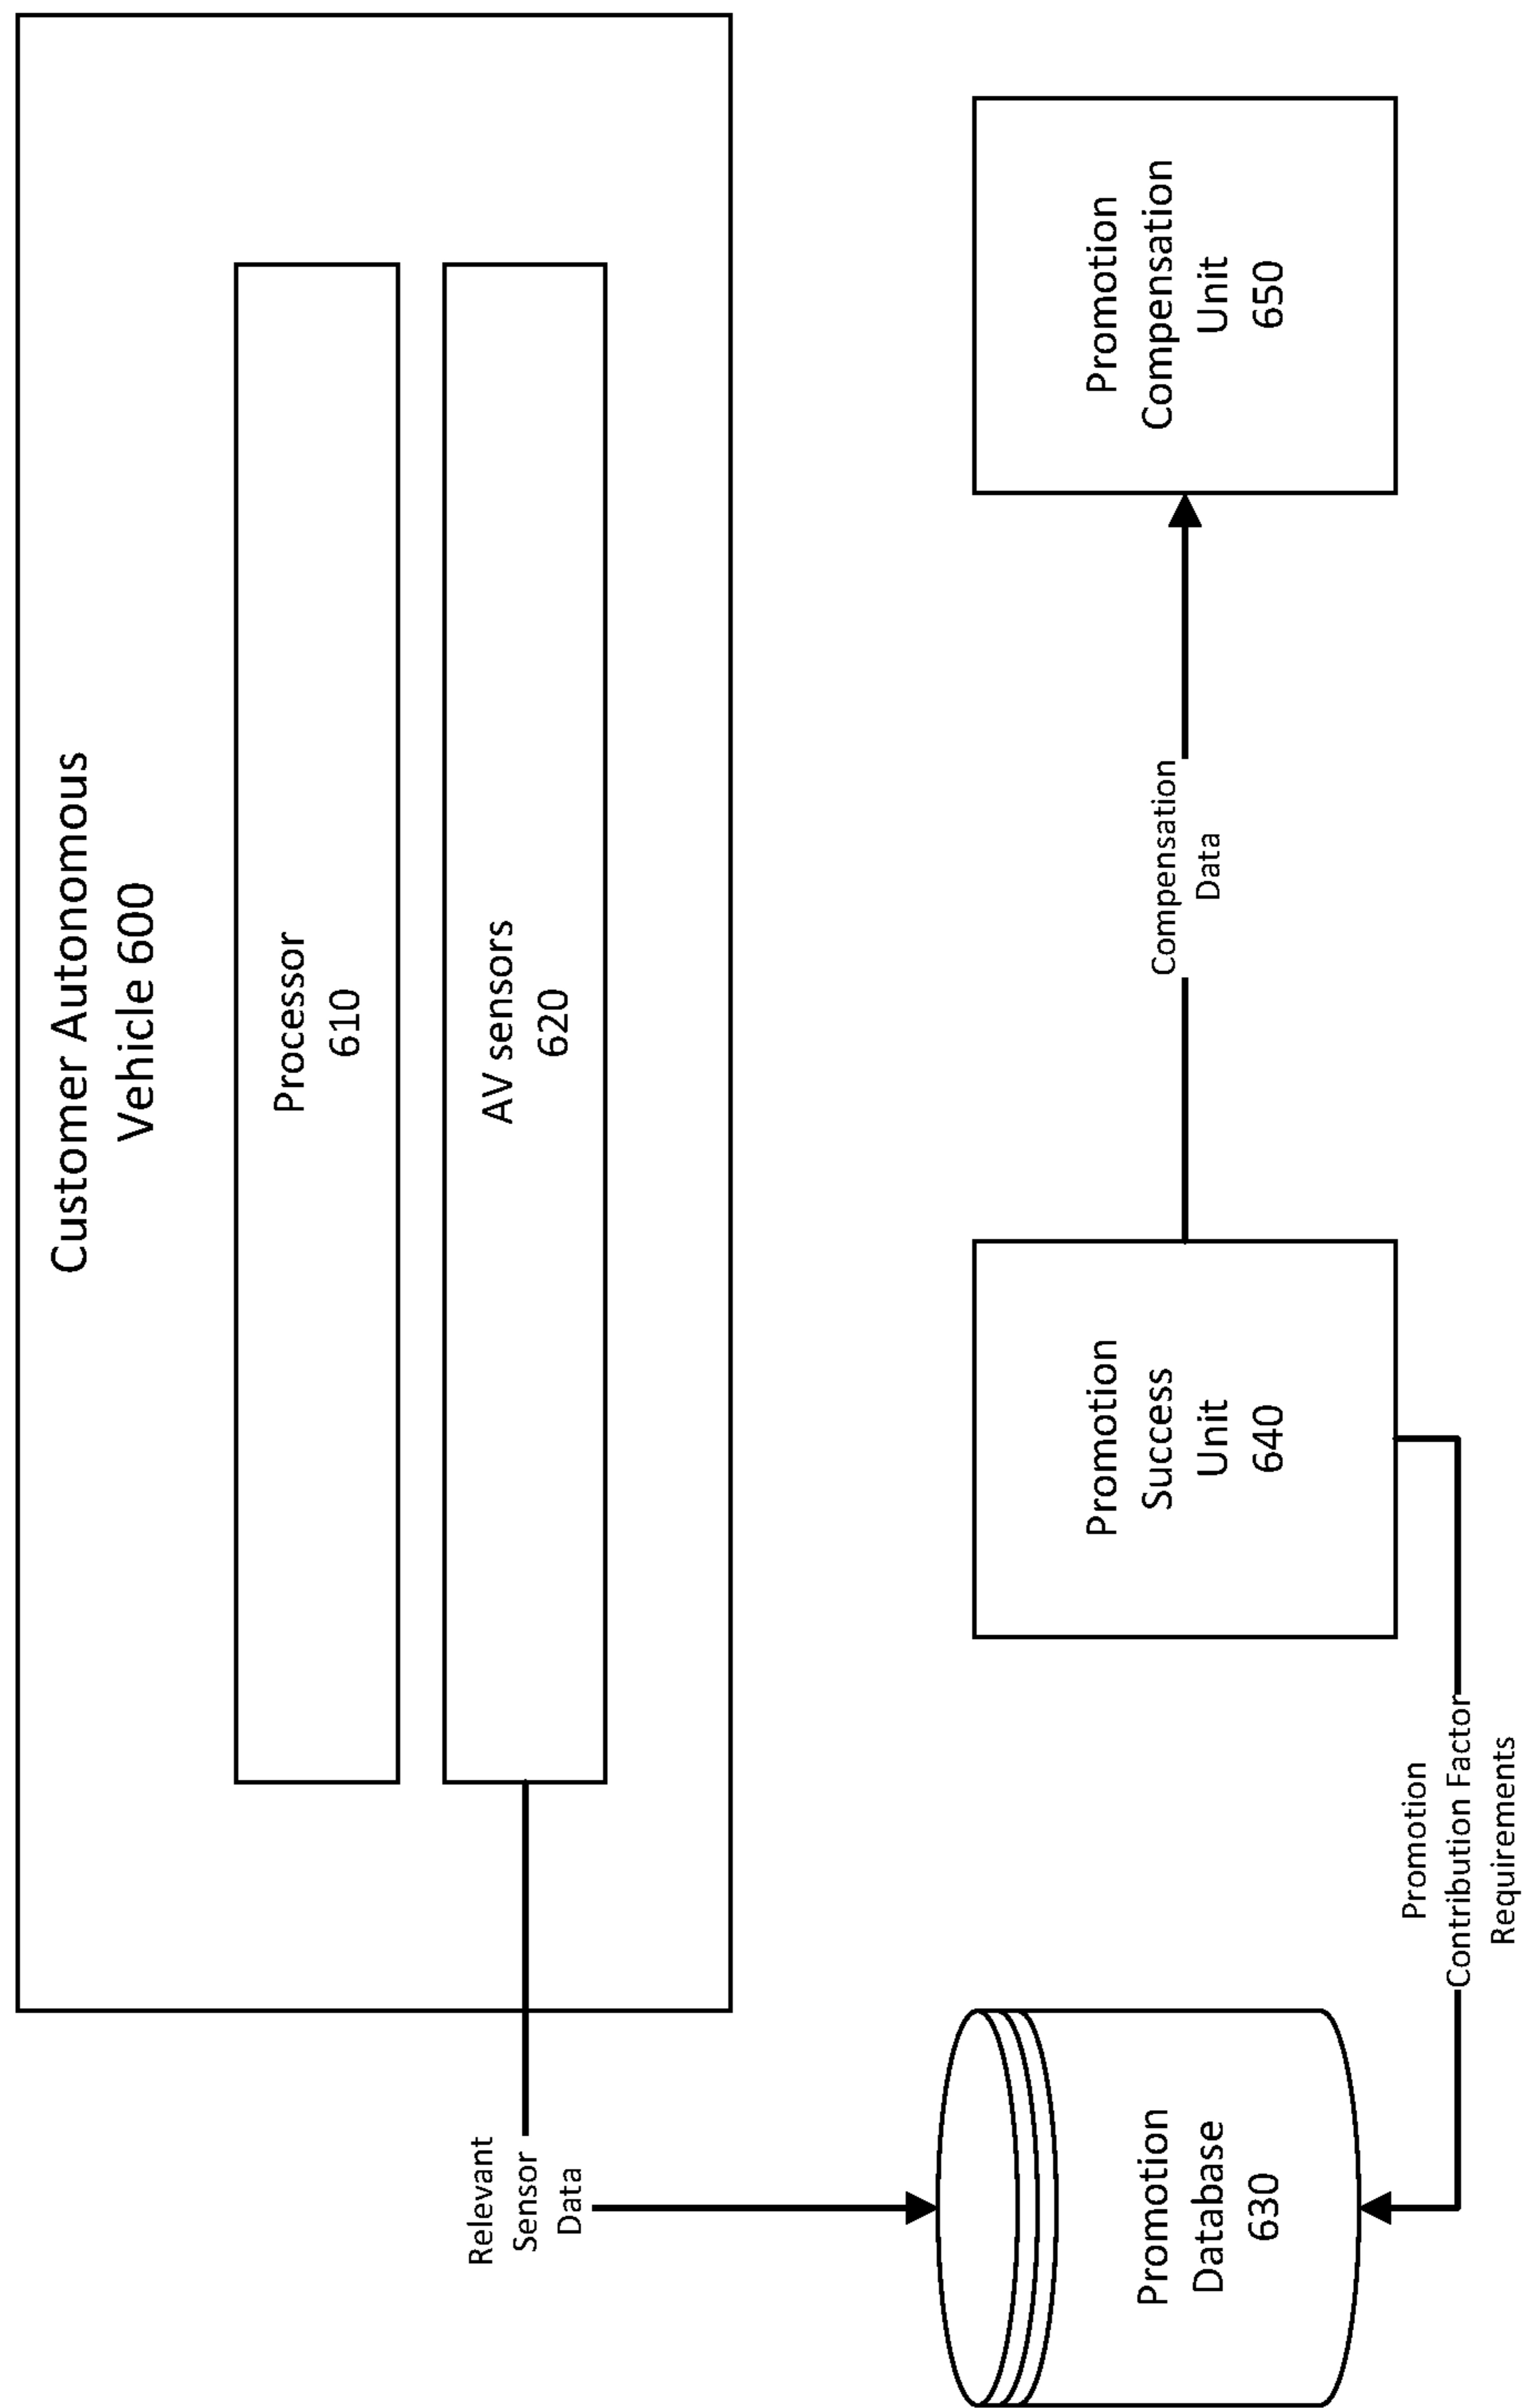 Customer Autonomous
Vehicle 600
Processor
610
AV sensors
620
Relevant
Sensor
Data
Promotion
Database
630
Promotion
Success
Unit
640
Compensation
Data
Promotion
Compensation
Unit
650
Promotion
Contribution Factor
Requirements